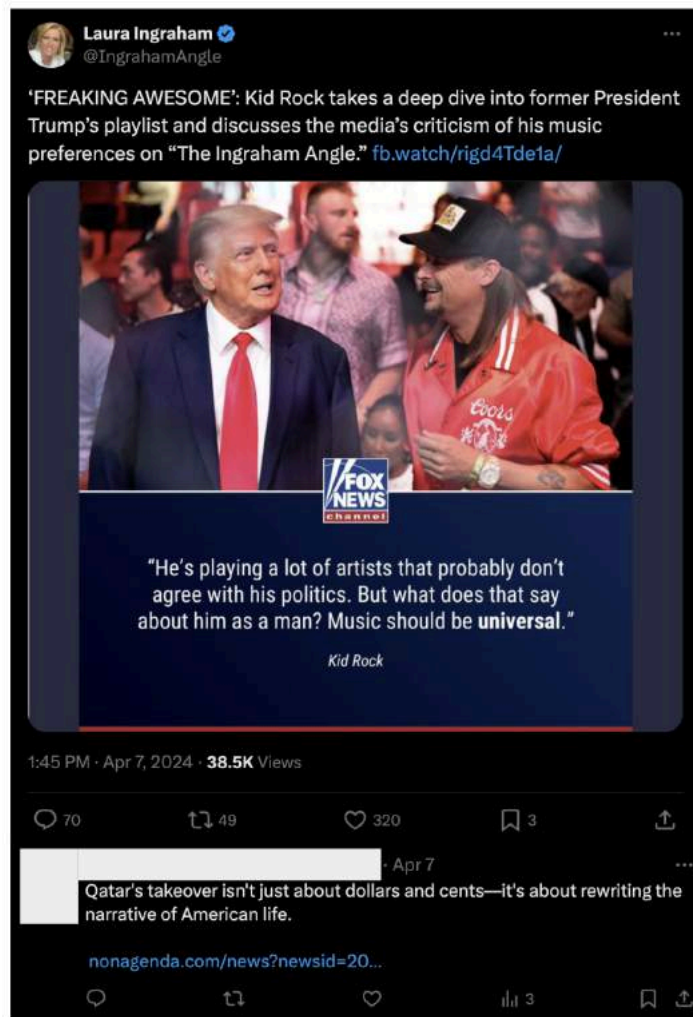 Laura Ingraham
@IngrahamAngle
‘FREAKING AWESOME’: Kid Rock takes a deep dive into former President
Trump’s playlist and discusses the media’s criticism of his music
preferences on “The Ingraham Angle.” fb.watch/rigd4Tde1a/
Coors
FOX
NEWS
channel
“He’s playing a lot of artists that probably don’t
agree with his politics. But what does that say
about him as a man? Music should be universal.”
Kid Rock
1:45 PM · Apr 7, 2024 · 38.5K Views
70 49 320 3
· Apr 7
Qatar's takeover isn't just about dollars and cents—it's about rewriting the
narrative of American life.
nonagenda.com/news?newsid=20...
3